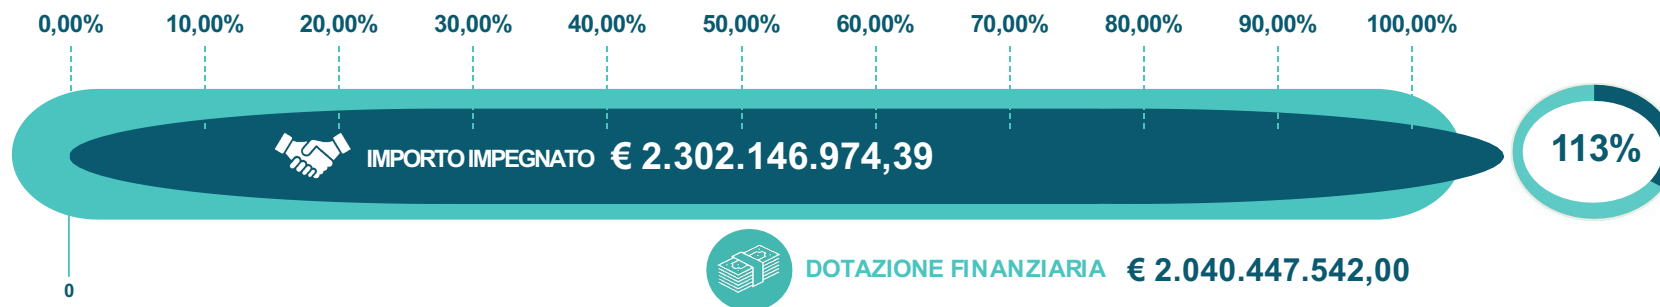 0,00% 10,00% 20,00% 30,00% 40,00% 50,00% 60,00% 70,00% 80,00% 90,00% 100,00%
IMPORTO IMPEGNATO € 2.302.146.974,39
113%
DOTAZIONE FINANZIARIA € 2.040.447.542,00
0